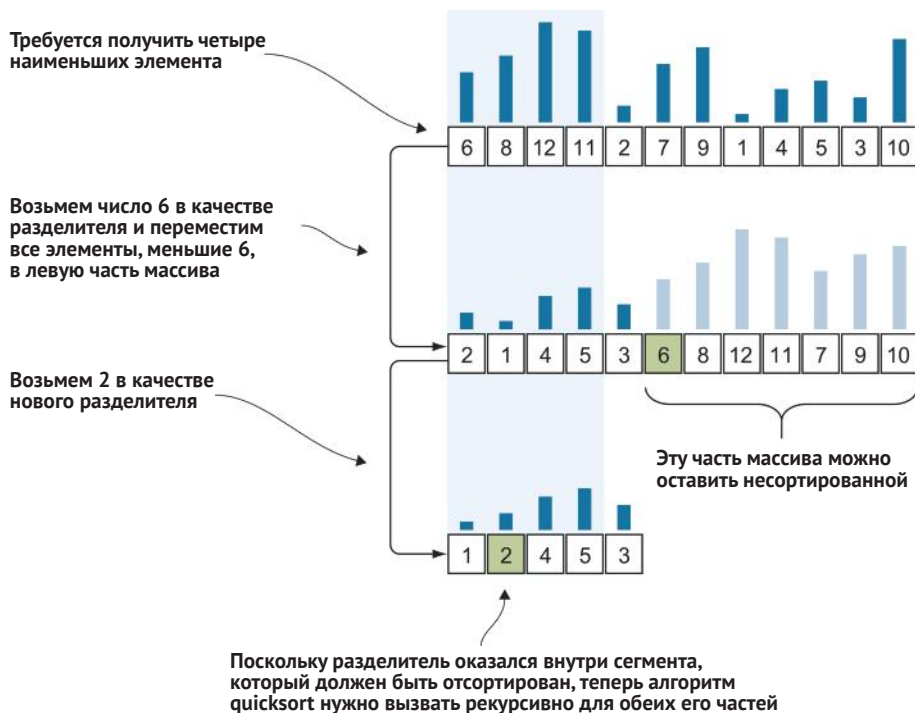 Требуется получить четыре
наименьших элемента
6 8 12 11 2 7 9 1 4 5 3 10
Возьмем число 6 в качестве
разделителя и переместим
все элементы, меньшие 6,
в левую часть массива
2 1 4 5 3 6 8 12 11 7 9 10
Возьмем 2 в качестве
нового разделителя
Эту часть массива можно
оставить несортированной
1 2 4 5 3
Поскольку разделитель оказался внутри сегмента,
который должен быть отсортирован, теперь алгоритм
quicksort нужно вызвать рекурсивно для обеих его частей